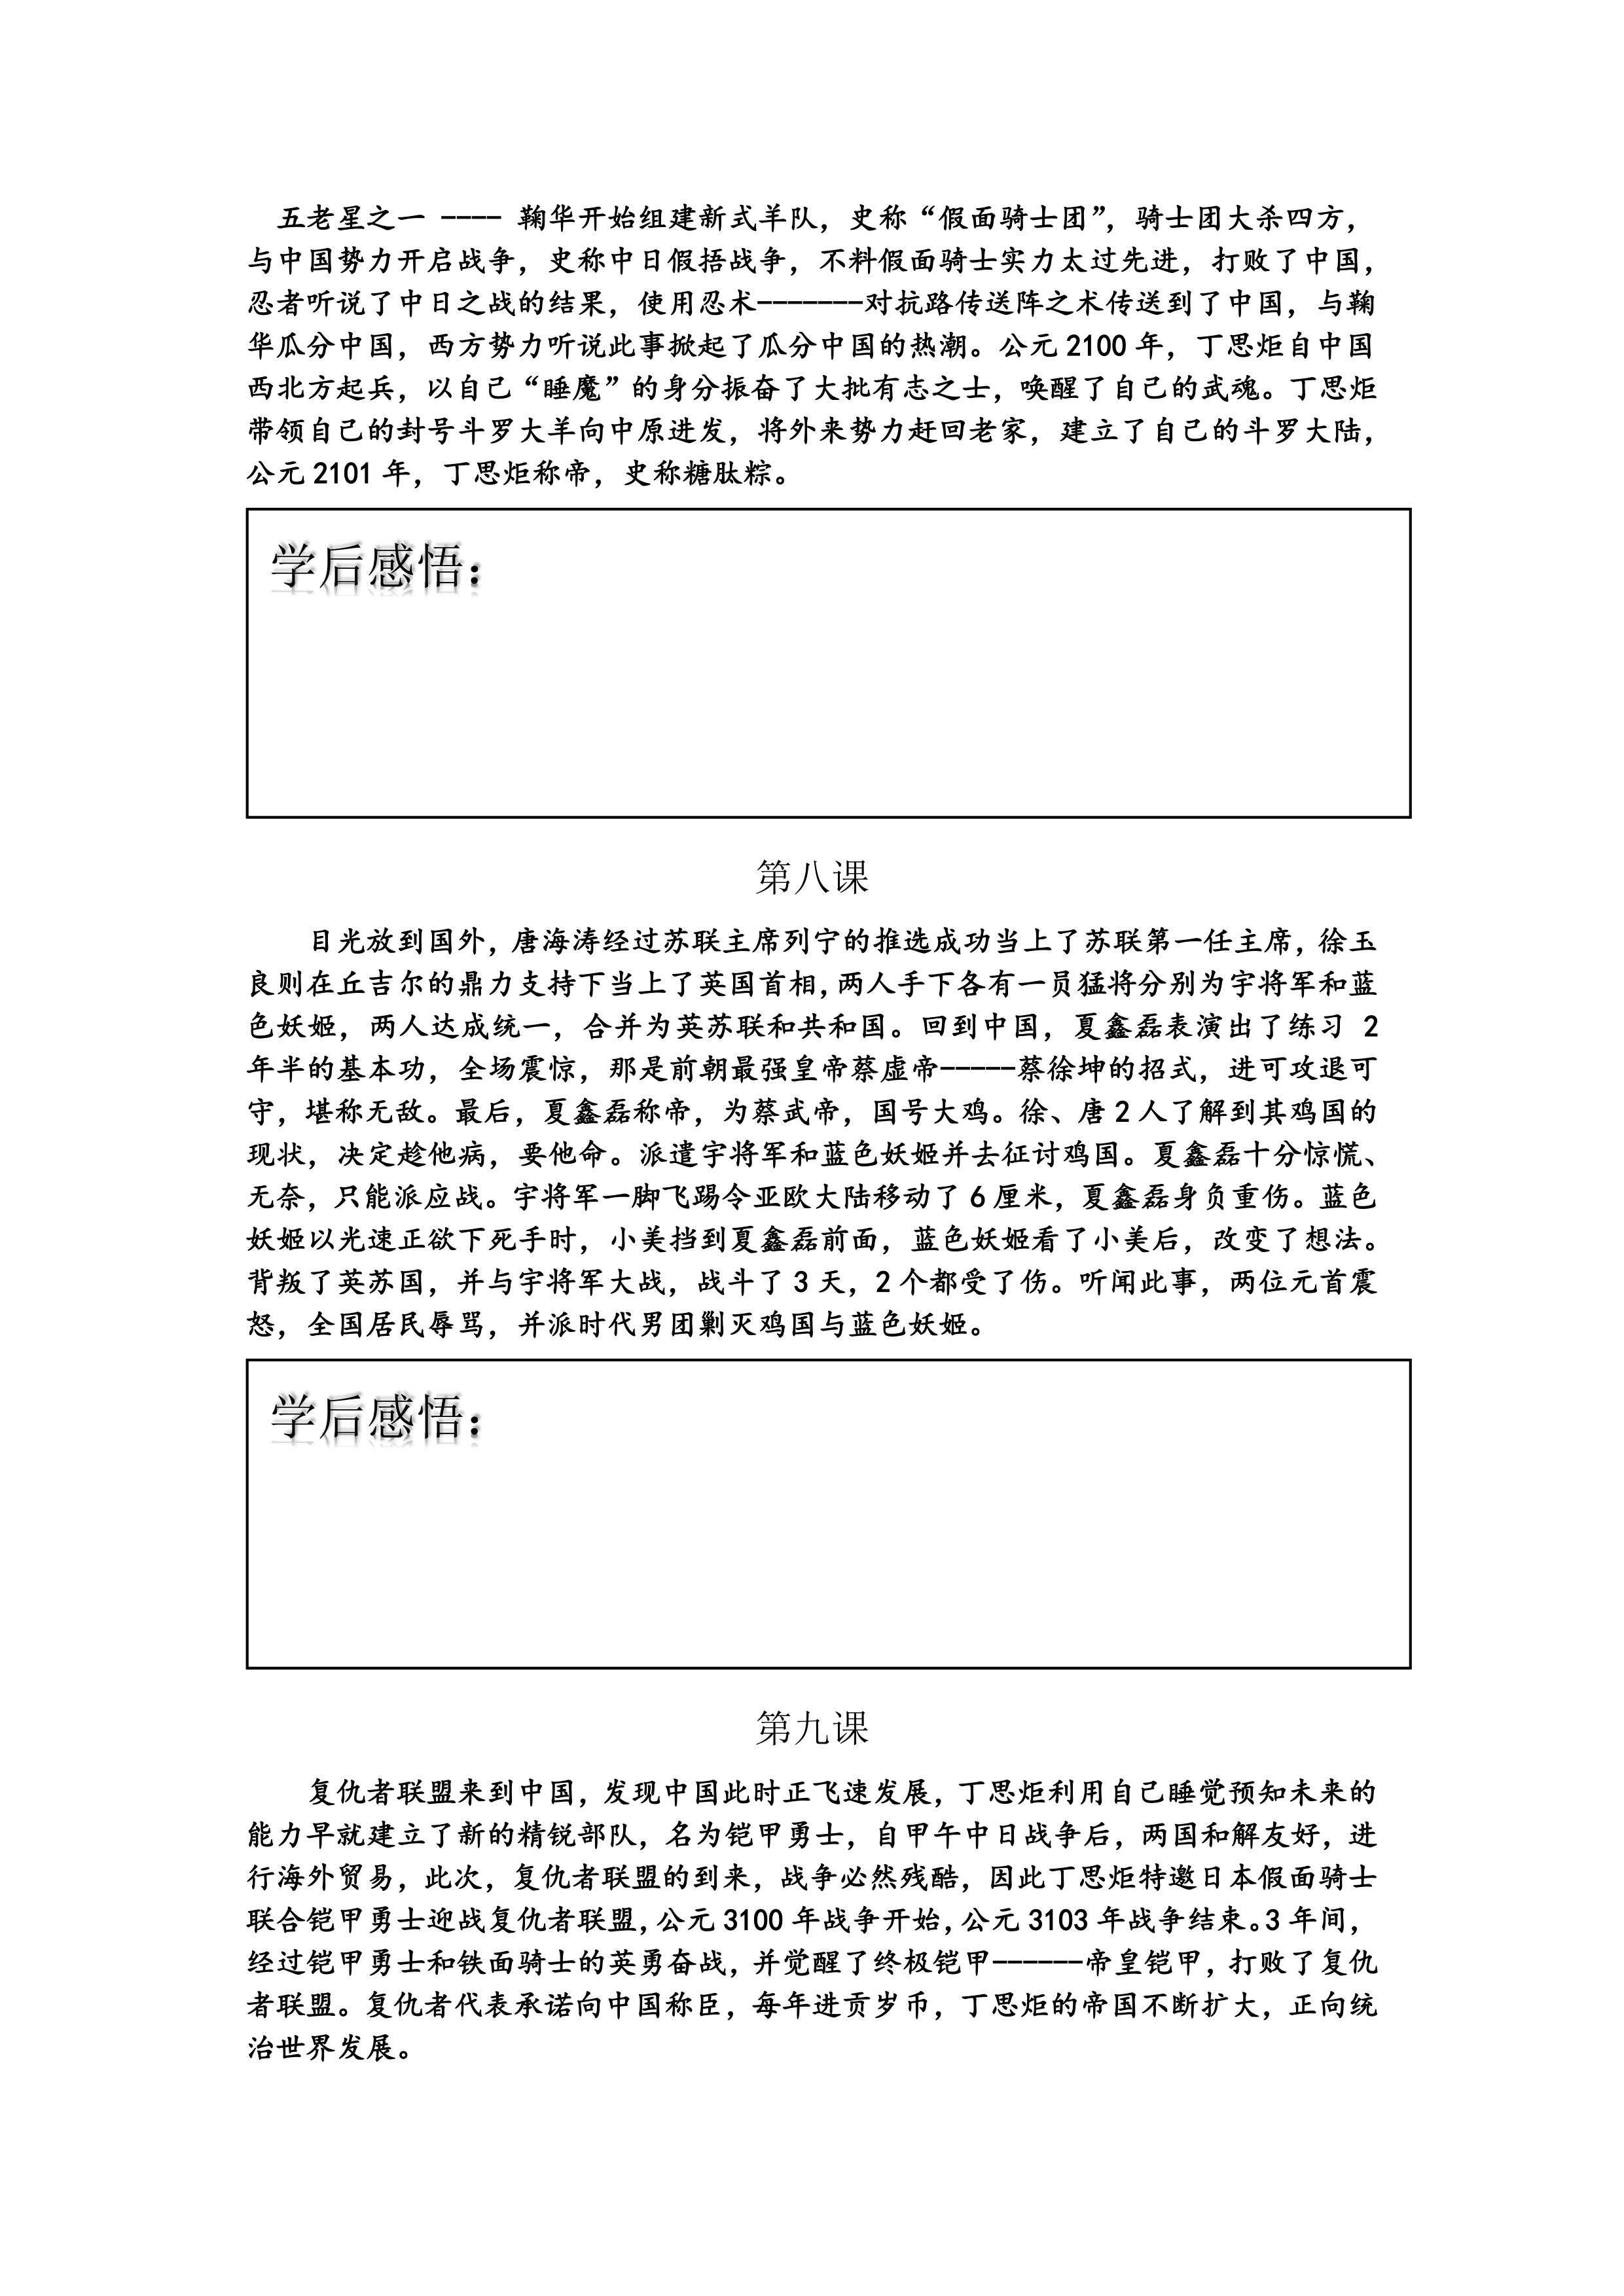 五老星之一 ---- 鞠华开始组建新式羊队，史称“假面骑士团”，骑士团大杀四方，
与中国势力开启战争，史称中日假捂战争，不料假面骑士实力太过先进，打败了中国，
忍者听说了中日之战的结果，使用忍术-------对抗路传送阵之术传送到了中国，与鞠
华瓜分中国，西方势力听说此事掀起了瓜分中国的热潮。公元 2100 年，丁思炬自中国
西北方起兵，以自己“睡魔”的身分振奋了大批有志之士，唤醒了自己的武魂。丁思炬
带领自己的封号斗罗大羊向中原进发，将外来势力赶回老家，建立了自己的斗罗大陆，
公元 2101 年，丁思炬称帝，史称糖肽粽。
学后感悟：
第八课
目光放到国外，唐海涛经过苏联主席列宁的推选成功当上了苏联第一任主席，徐玉
良则在丘吉尔的鼎力支持下当上了英国首相，两人手下各有一员猛将分别为宇将军和蓝
色妖姬，两人达成统一，合并为英苏联和共和国。回到中国，夏鑫磊表演出了练习 2
年半的基本功，全场震惊，那是前朝最强皇帝蔡虚帝-----蔡徐坤的招式，进可攻退可
守，堪称无敌。最后，夏鑫磊称帝，为蔡武帝，国号大鸡。徐、唐 2 人了解到其鸡国的
现状，决定趁他病，要他命。派遣宇将军和蓝色妖姬并去征讨鸡国。夏鑫磊十分惊慌、
无奈，只能派应战。宇将军一脚飞踢令亚欧大陆移动了 6 厘米，夏鑫磊身负重伤。蓝色
妖姬以光速正欲下死手时，小美挡到夏鑫磊前面，蓝色妖姬看了小美后，改变了想法。
背叛了英苏国，并与宇将军大战，战斗了 3 天，2 个都受了伤。听闻此事，两位元首震
怒，全国居民辱骂，并派时代男团剿灭鸡国与蓝色妖姬。
学后感悟：
第九课
复仇者联盟来到中国，发现中国此时正飞速发展，丁思炬利用自己睡觉预知未来的
能力早就建立了新的精锐部队，名为铠甲勇士，自甲午中日战争后，两国和解友好，进
行海外贸易，此次，复仇者联盟的到来，战争必然残酷，因此丁思炬特邀日本假面骑士
联合铠甲勇士迎战复仇者联盟，公元 3100 年战争开始，公元 3103 年战争结束。3 年间，
经过铠甲勇士和铁面骑士的英勇奋战，并觉醒了终极铠甲------帝皇铠甲，打败了复仇
者联盟。复仇者代表承诺向中国称臣，每年进贡岁币，丁思炬的帝国不断扩大，正向统
治世界发展。